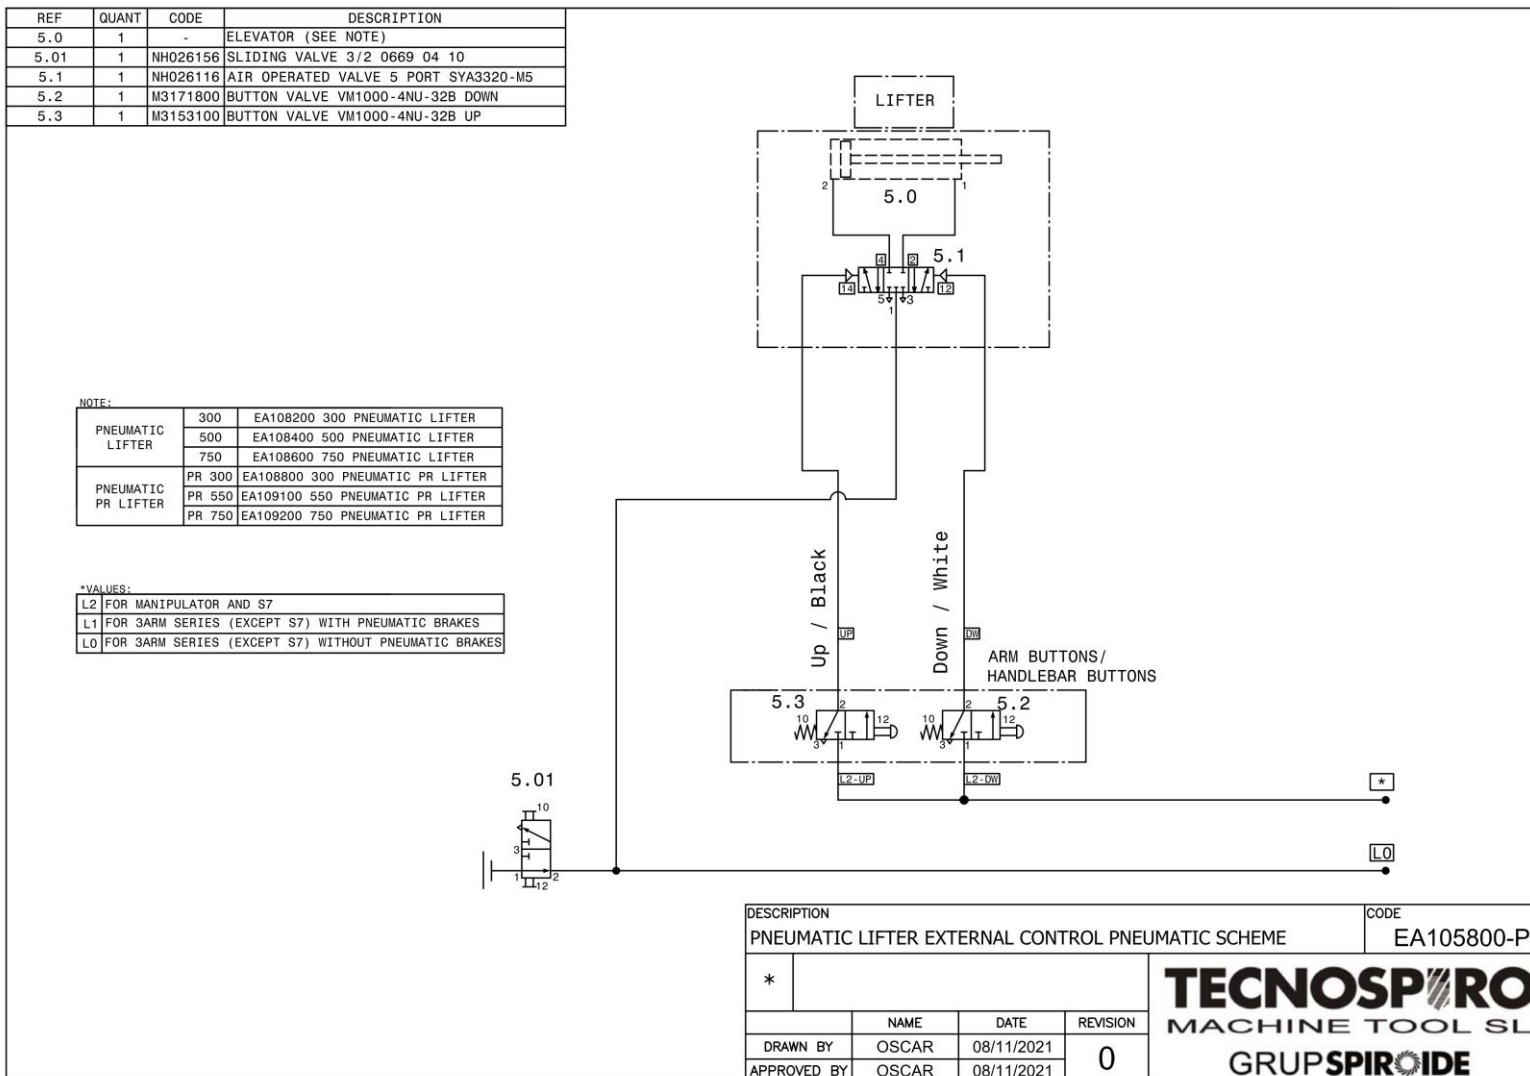 REF QUANT CODE DESCRIPTION
5.0 1 - ELEVATOR (SEE NOTE)
5.01 1 NH026156 SLIDING VALVE 3/2 0669 04 10
5.1 1 NH026116 AIR OPERATED VALVE 5 PORT SYA3320-M5
5.2 1 M3171800 BUTTON VALVE VM1000-4NU-32B DOWN
5.3 1 M3153100 BUTTON VALVE VM1000-4NU-32B UP
LIFTER
2 1
5.0
4 2 5.1
14 12
5 3
1
NOTE:
PNEUMATIC LIFTER
300 EA108200 300 PNEUMATIC LIFTER
500 EA108400 500 PNEUMATIC LIFTER
750 EA108600 750 PNEUMATIC LIFTER
PNEUMATIC PR LIFTER
PR 300 EA108800 300 PNEUMATIC PR LIFTER
PR 550 EA109100 550 PNEUMATIC PR LIFTER
PR 750 EA109200 750 PNEUMATIC PR LIFTER
*VALUES:
L2 FOR MANIPULATOR AND S7
L1 FOR 3ARM SERIES (EXCEPT S7) WITH PNEUMATIC BRAKES
L0 FOR 3ARM SERIES (EXCEPT S7) WITHOUT PNEUMATIC BRAKES
Up / Black
Down / White
UP DW
ARM BUTTONS/
HANDLEBAR BUTTONS
5.3 2 5.2 2
10 12 10 12
3 1 3 1
L2-UP L2-DW
5.01
10
3
1 2
12
*
L0
DESCRIPTION
PNEUMATIC LIFTER EXTERNAL CONTROL PNEUMATIC SCHEME
CODE
EA105800-P
*
NAME DATE REVISION
DRAWN BY OSCAR 08/11/2021 0
APPROVED BY OSCAR 08/11/2021
TECNOSPIRO
MACHINE TOOL SL
GRUP SPIROIDE